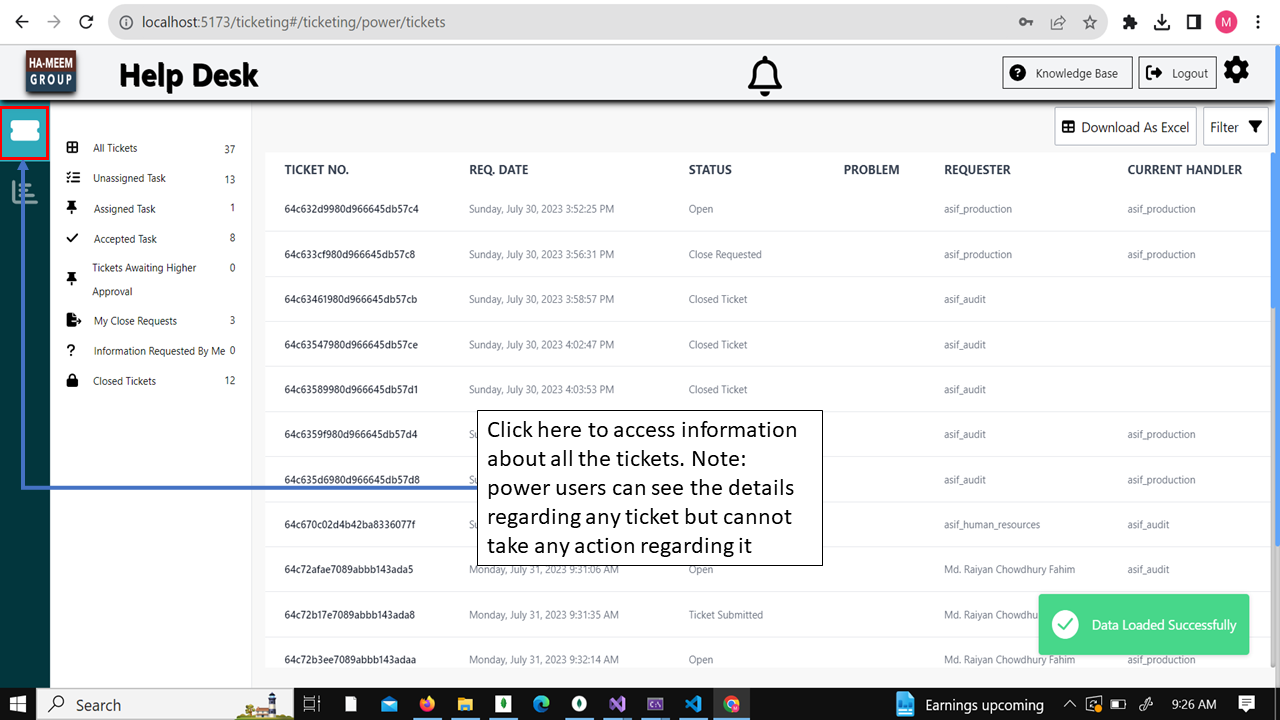 localhost:5173/ticketing#/ticketing/power/tickets
M
HA-MEEM
GROUP
Help Desk
Knowledge Base
Logout
Download As Excel
Filter
All Tickets 37
Unassigned Task 13
Assigned Task 1
Accepted Task 8
Tickets Awaiting Higher 0
Approval
My Close Requests 3
Information Requested By Me 0
Closed Tickets 12
TICKET NO. REQ. DATE STATUS PROBLEM REQUESTER CURRENT HANDLER
64c632d9980d966645db57c4 Sunday, July 30, 2023 3:52:25 PM Open asif_production asif_production
64c633cf980d966645db57c8 Sunday, July 30, 2023 3:56:31 PM Close Requested asif_production asif_production
64c63461980d966645db57cb Sunday, July 30, 2023 3:58:57 PM Closed Ticket asif_audit
64c63547980d966645db57ce Sunday, July 30, 2023 4:02:47 PM Closed Ticket asif_audit
64c63589980d966645db57d1 Sunday, July 30, 2023 4:03:53 PM Closed Ticket asif_audit
64c6359f980d966645db57d4 asif_audit asif_production
64c635d6980d966645db57d8 asif_audit asif_production
64c670c02d4b42ba8336077f asif_human_resources asif_audit
64c72afae7089abbb143ada5 Monday, July 31, 2023 9:31:06 AM Open Md. Raiyan Chowdhury Fahim asif_audit
64c72b17e7089abbb143ada8 Monday, July 31, 2023 9:31:35 AM Ticket Submitted Md. Raiyan
64c72b3ee7089abbb143adaa Monday, July 31, 2023 9:32:14 AM Open Md. Raiyan Chowdhury Fahim asif_production
Click here to access information
about all the tickets. Note:
power users can see the details
regarding any ticket but cannot
take any action regarding it
Data Loaded Successfully
Search
Earnings upcoming
9:26 AM